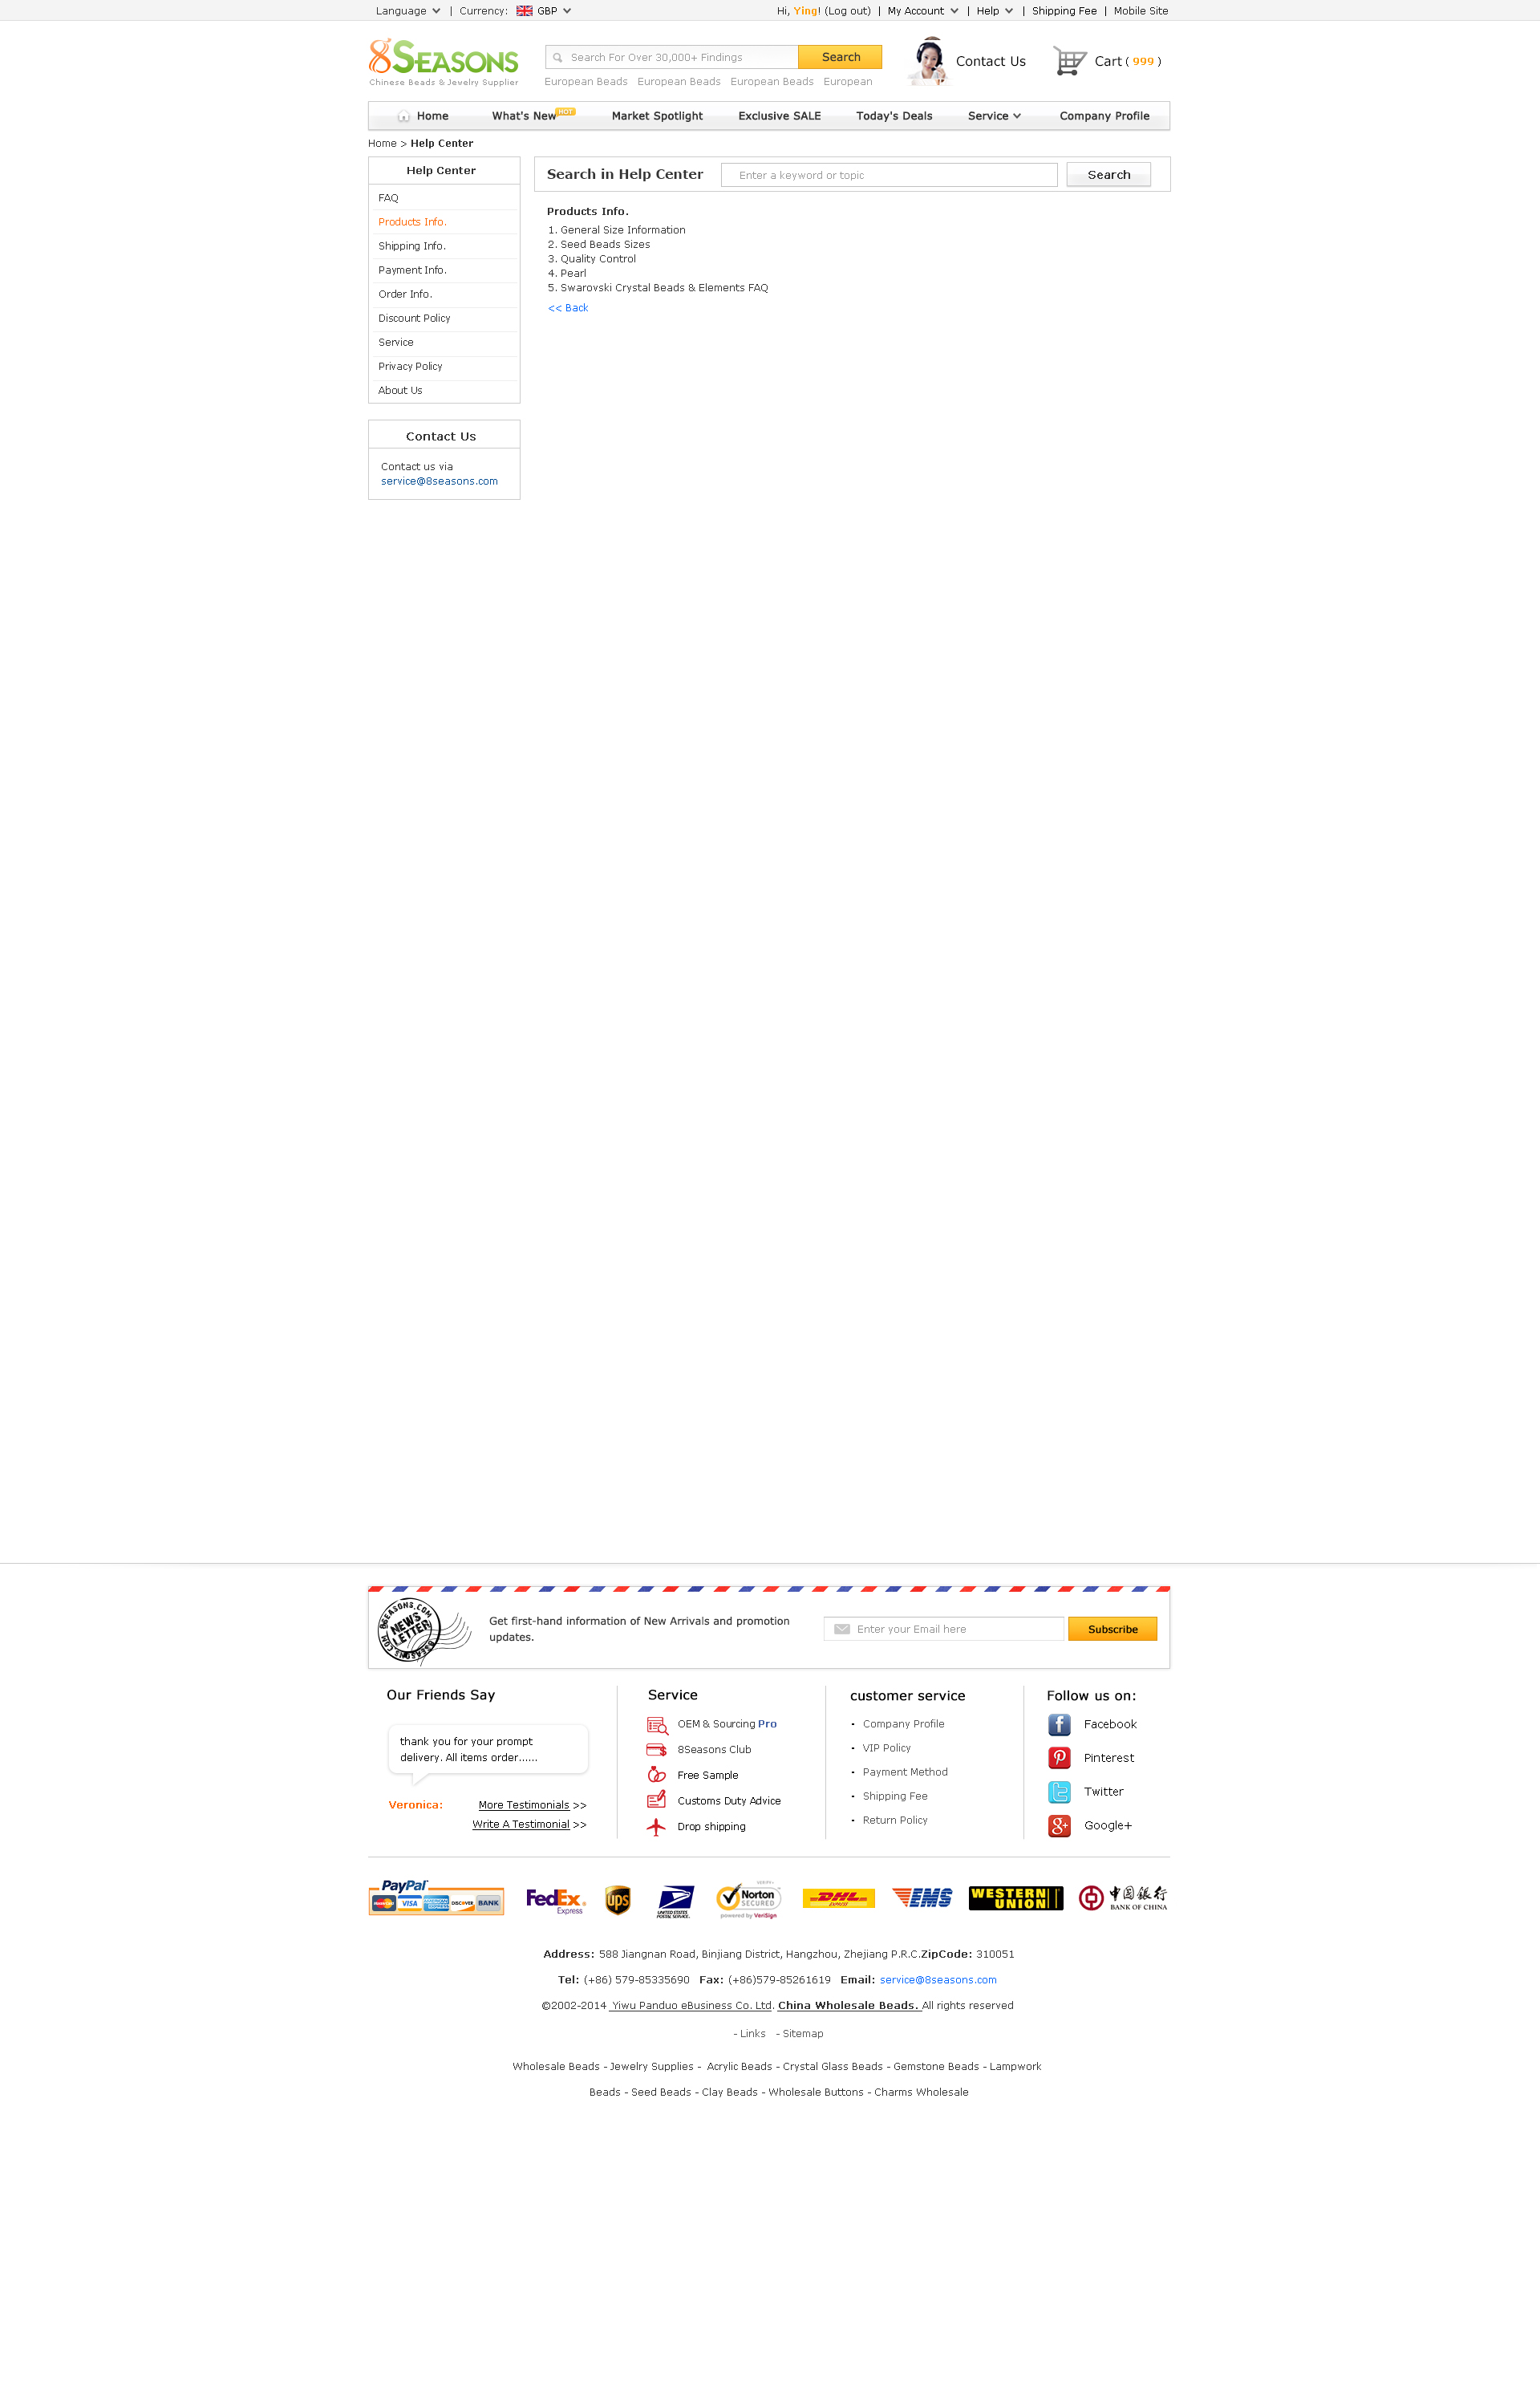 Language | Currency: GBP Hi, Ying! (Log out) | My Account | Help | Shipping Fee | Mobile Site
8SEASONS
Chinese Beads & Jewelry Supplier
Search For Over 30,000+ Findings Search
European Beads European Beads European Beads European
Contact Us Cart ( 999 )
Home What's New HOT Market Spotlight Exclusive SALE Today's Deals Service Company Profile
Home > Help Center
Help Center
FAQ
Products Info.
Shipping Info.
Payment Info.
Order Info.
Discount Policy
Service
Privacy Policy
About Us
Contact Us
Contact us via
service@8seasons.com
Search in Help Center Enter a keyword or topic Search
Products Info.
1. General Size Information
2. Seed Beads Sizes
3. Quality Control
4. Pearl
5. Swarovski Crystal Beads & Elements FAQ
<< Back
8SEASONS.COM
NEWS
LETTER
8SEASONS.COM
Get first-hand information of New Arrivals and promotion
updates.
Enter your Email here Subscribe
Our Friends Say
thank you for your prompt
delivery. All items order......
Veronica: More Testimonials >>
Write A Testimonial >>
Service
OEM & Sourcing Pro
8Seasons Club
Free Sample
Customs Duty Advice
Drop shipping
customer service
Company Profile
VIP Policy
Payment Method
Shipping Fee
Return Policy
Follow us on:
Facebook
Pinterest
Twitter
Google+
PayPal
MasterCard VISA AMERICAN EXPRESS DISCOVER BANK
FedEx
Express
ups
UNITED STATES
POSTAL SERVICE
Norton
SECURED
powered by VeriSign
DHL
EXPRESS
EMS
WESTERN
UNION
中国银行
BANK OF CHINA
Address: 588 Jiangnan Road, Binjiang District, Hangzhou, Zhejiang P.R.C.ZipCode: 310051
Tel: (+86) 579-85335690 Fax: (+86)579-85261619 Email: service@8seasons.com
©2002-2014 Yiwu Panduo eBusiness Co. Ltd. China Wholesale Beads. All rights reserved
- Links - Sitemap
Wholesale Beads - Jewelry Supplies - Acrylic Beads - Crystal Glass Beads - Gemstone Beads - Lampwork
Beads - Seed Beads - Clay Beads - Wholesale Buttons - Charms Wholesale